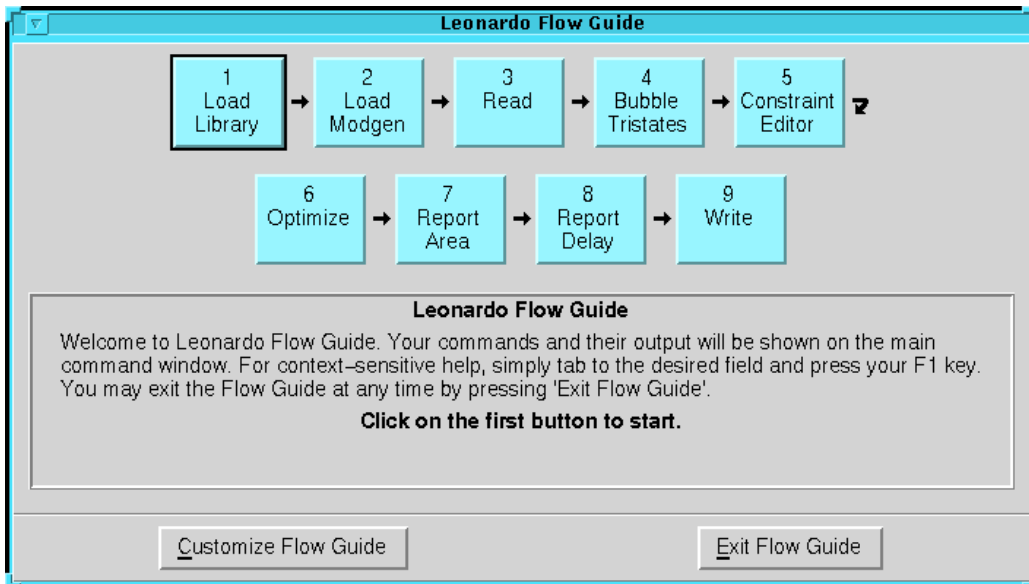 Leonardo Flow Guide
1 2 3 4 5
Load Load Read Bubble Constraint
Library Modgen Tristates Editor
6 7 8 9
Optimize Report Report Write
Area Delay
Leonardo Flow Guide
Welcome to Leonardo Flow Guide. Your commands and their output will be shown on the main
command window. For context-sensitive help, simply tab to the desired field and press your F1 key.
You may exit the Flow Guide at any time by pressing 'Exit Flow Guide'.
Click on the first button to start.
Customize Flow Guide Exit Flow Guide